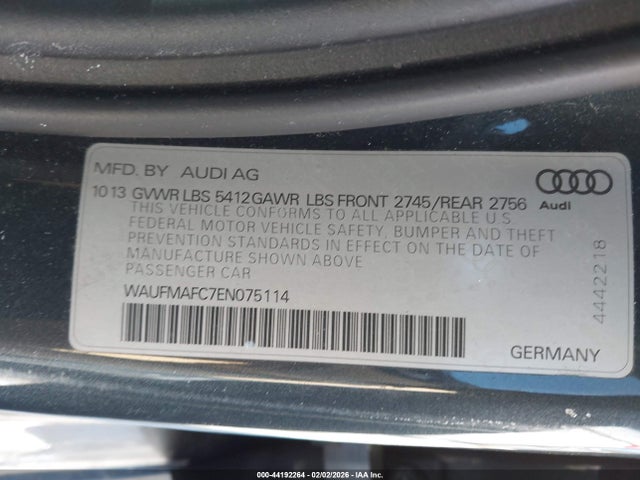 MFD. BY AUDI AG
10 13 GVWR LBS 5412 GAWR LBS FRONT 2745/REAR 2756
THIS VEHICLE CONFORMS TO ALL APPLICABLE U.S.
FEDERAL MOTOR VEHICLE SAFETY, BUMPER AND THEFT
PREVENTION STANDARDS IN EFFECT ON THE DATE OF
MANUFACTURE SHOWN ABOVE
PASSENGER CAR
WAUFMAFC7EN075114
Audi
4442218
GERMANY
000-44192264 - 02/02/2026 - © IAA Inc.